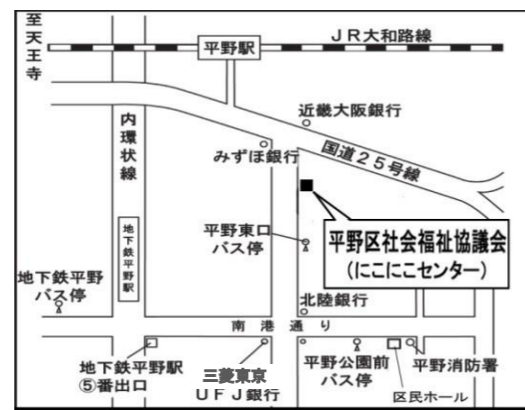 至天王寺
JR大和路線
平野駅
近畿大阪銀行
国道25号線
みずほ銀行
内環状線
地下鉄平野駅
平野東口
バス停
平野区社会福祉協議会
(にこにこセンター)
地下鉄平野
バス停
北陸銀行
南港通り
地下鉄平野駅
⑤番出口
三菱東京
UFJ銀行
平野公園前
バス停
区民ホール
平野消防署